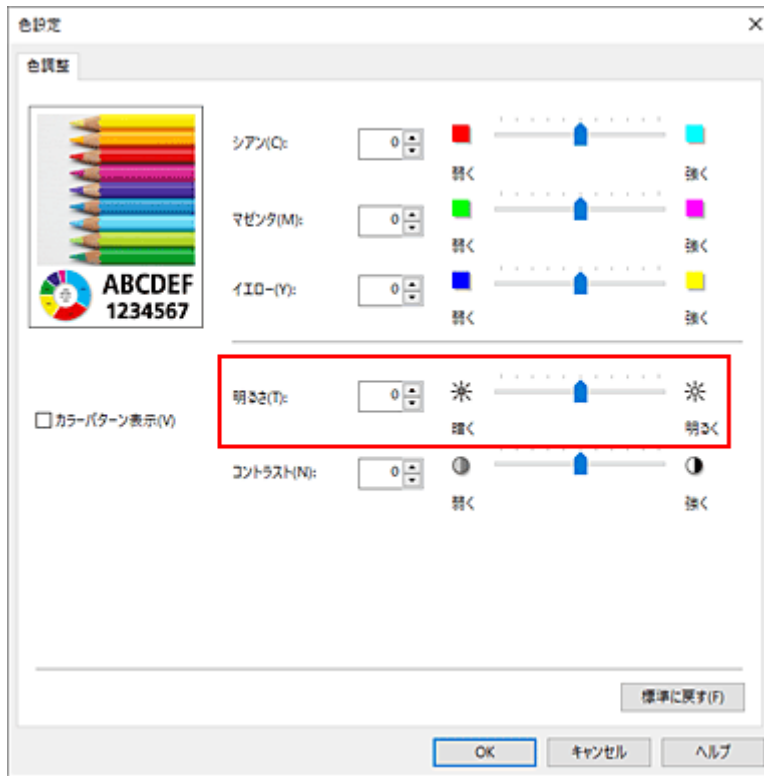 色設定
色調整
ABCDEF
1234567
カラーパターン表示(V)
シアン(C): 0
弱く 強く
マゼンタ(M): 0
弱く 強く
イエロー(Y): 0
弱く 強く
明るさ(T): 0
暗く 明るく
コントラスト(N): 0
弱く 強く
標準に戻す(F)
OK キャンセル ヘルプ